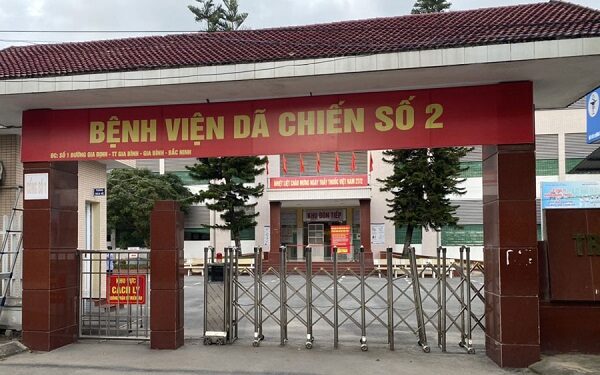 BỆNH VIỆN DÃ CHIẾN SỐ 2
ĐC: SỐ 1 ĐƯỜNG GIA ĐỊNH - TT GIA BÌNH - GIA BÌNH - BẮC NINH
NHIỆT LIỆT CHÀO MỪNG NGÀY THẦY THUỐC VIỆT NAM 27/2
KHU ĐÓN TIẾP
KHU VỰC
CÁCH LY